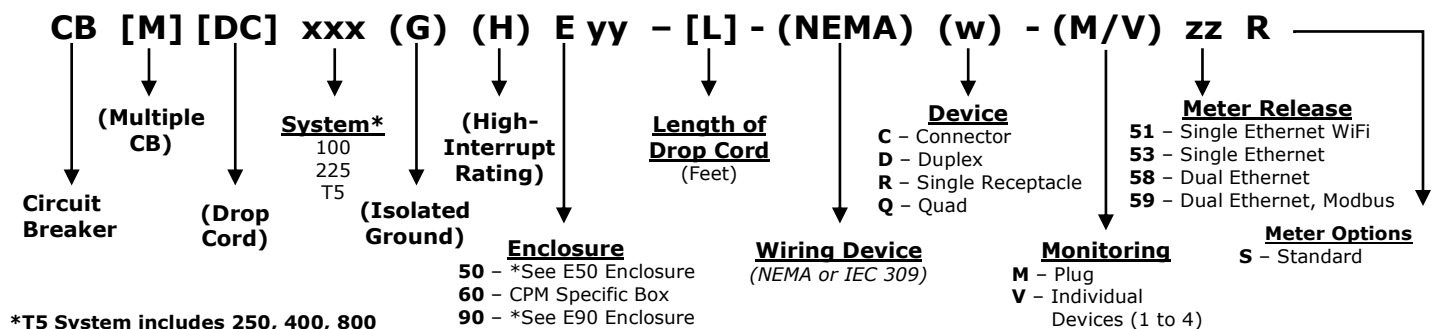 CB [M] [DC] xxx (G) (H) E yy – [L] - (NEMA) (w) - (M/V) zz R
Circuit
Breaker
(Multiple
CB)
(Drop
Cord)
System*
100
225
T5
(Isolated
Ground)
(High-
Interrupt
Rating)
Enclosure
50 – *See E50 Enclosure
60 – CPM Specific Box
90 – *See E90 Enclosure
Length of
Drop Cord
(Feet)
Wiring Device
(NEMA or IEC 309)
Device
C – Connector
D – Duplex
R – Single Receptacle
Q – Quad
Monitoring
M – Plug
V – Individual
Devices (1 to 4)
Meter Release
51 – Single Ethernet WiFi
53 – Single Ethernet
58 – Dual Ethernet
59 – Dual Ethernet, Modbus
Meter Options
S – Standard
*T5 System includes 250, 400, 800